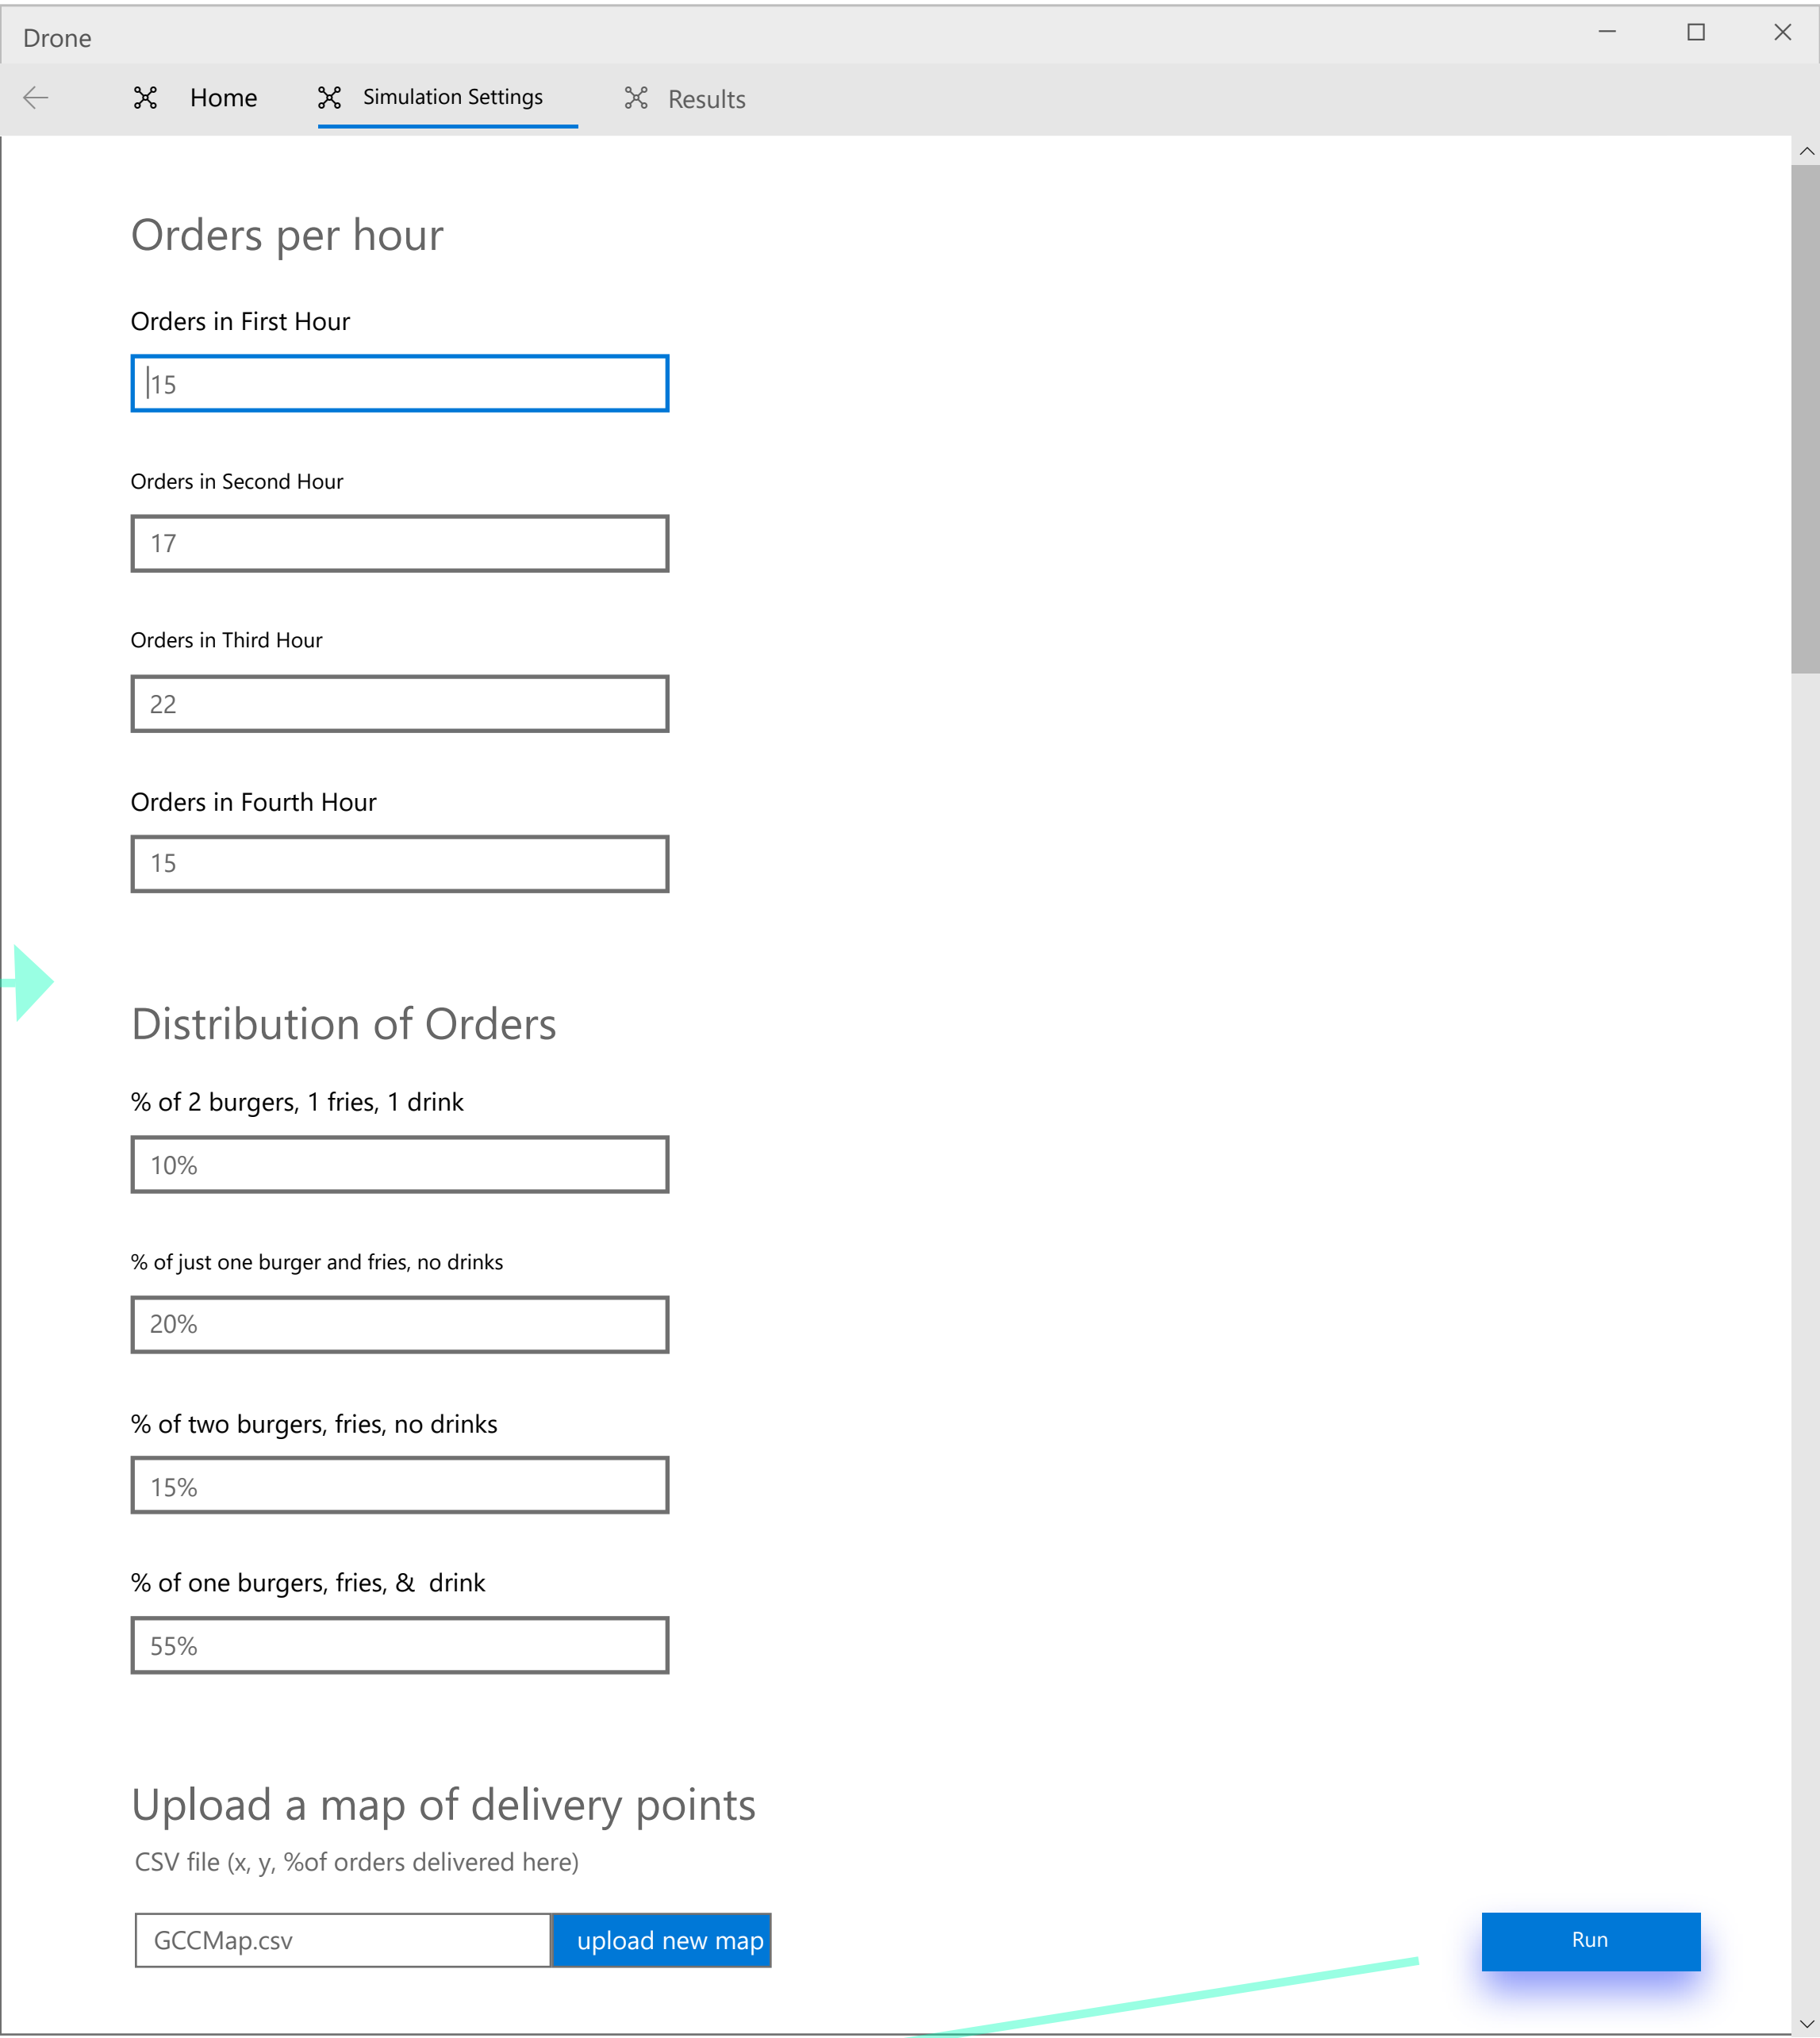 Drone
Home Simulation Settings Results
Orders per hour
Orders in First Hour
15
Orders in Second Hour
17
Orders in Third Hour
22
Orders in Fourth Hour
15
Distribution of Orders
% of 2 burgers, 1 fries, 1 drink
10%
% of just one burger and fries, no drinks
20%
% of two burgers, fries, no drinks
15%
% of one burgers, fries, &  drink
55%
Upload a map of delivery points
CSV file (x, y, %of orders delivered here)
GCCMap.csv upload new map Run